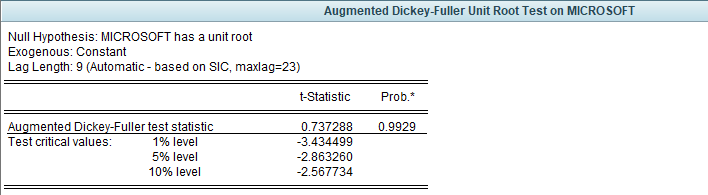 Augmented Dickey-Fuller Unit Root Test on MICROSOFT
Null Hypothesis: MICROSOFT has a unit root
Exogenous: Constant
Lag Length: 9 (Automatic - based on SIC, maxlag=23)
t-Statistic Prob.*
Augmented Dickey-Fuller test statistic 0.737288 0.9929
Test critical values: 1% level -3.434499
5% level -2.863260
10% level -2.567734